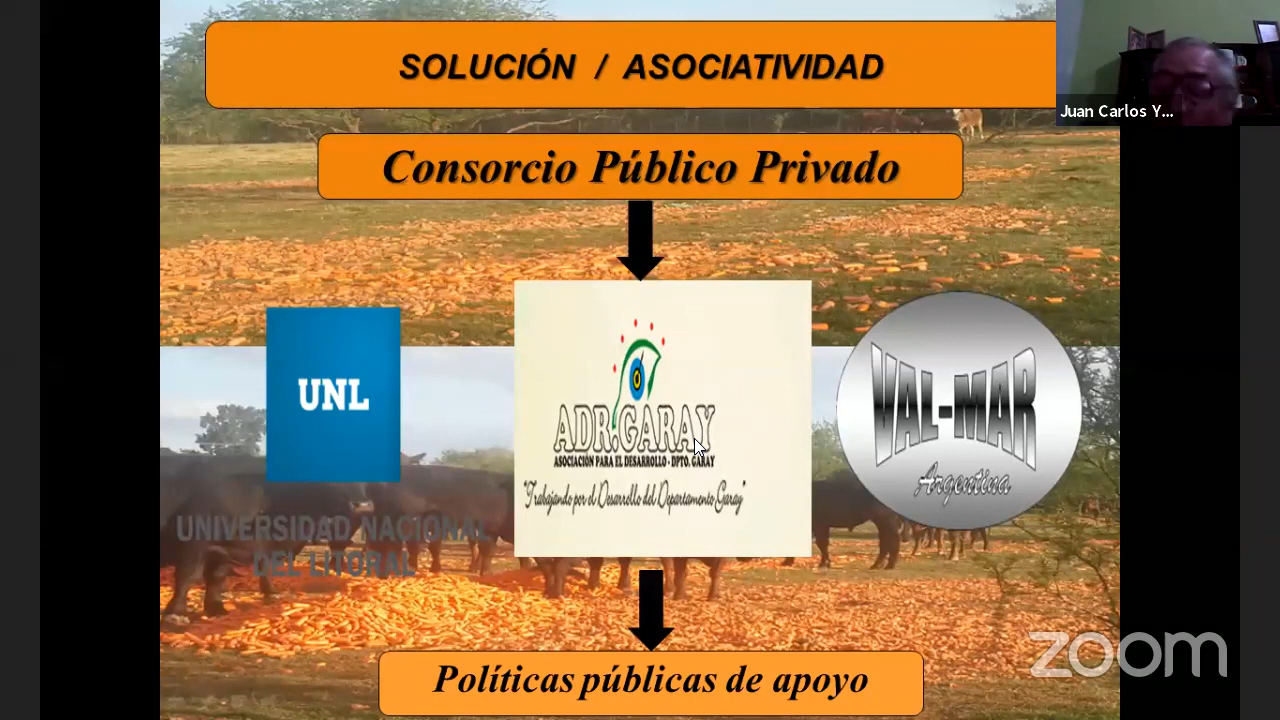 SOLUCIÓN / ASOCIATIVIDAD
Juan Carlos Y...
Consorcio Público Privado
UNL
UNIVERSIDAD NACIONAL
DEL LITORAL
ADR.GARAY
ASOCIACIÓN PARA EL DESARROLLO - DPTO. GARAY
"Trabajando por el Desarrollo del Departamento Garay"
VAL-MAR
Argentina
Políticas públicas de apoyo
zoom